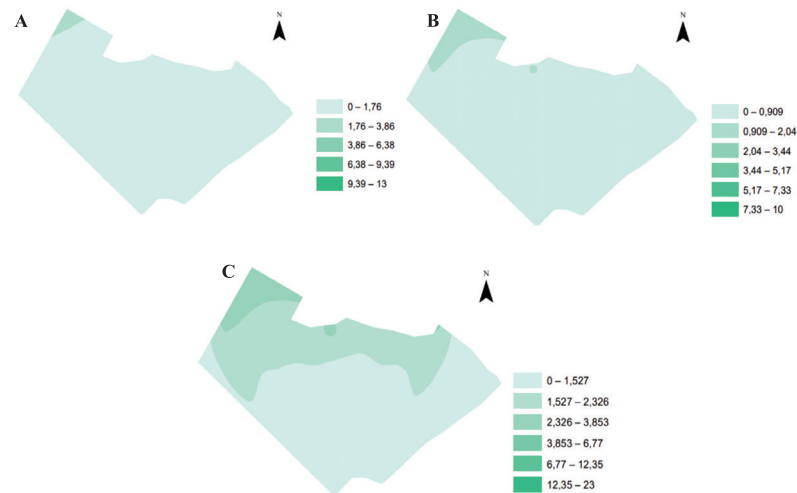 A
N
0 – 1,76
1,76 – 3,86
3,86 – 6,38
6,38 – 9,39
9,39 – 13
B
N
0 – 0,909
0,909 – 2,04
2,04 – 3,44
3,44 – 5,17
5,17 – 7,33
7,33 – 10
C
N
0 – 1,527
1,527 – 2,326
2,326 – 3,853
3,853 – 6,77
6,77 – 12,35
12,35 – 23